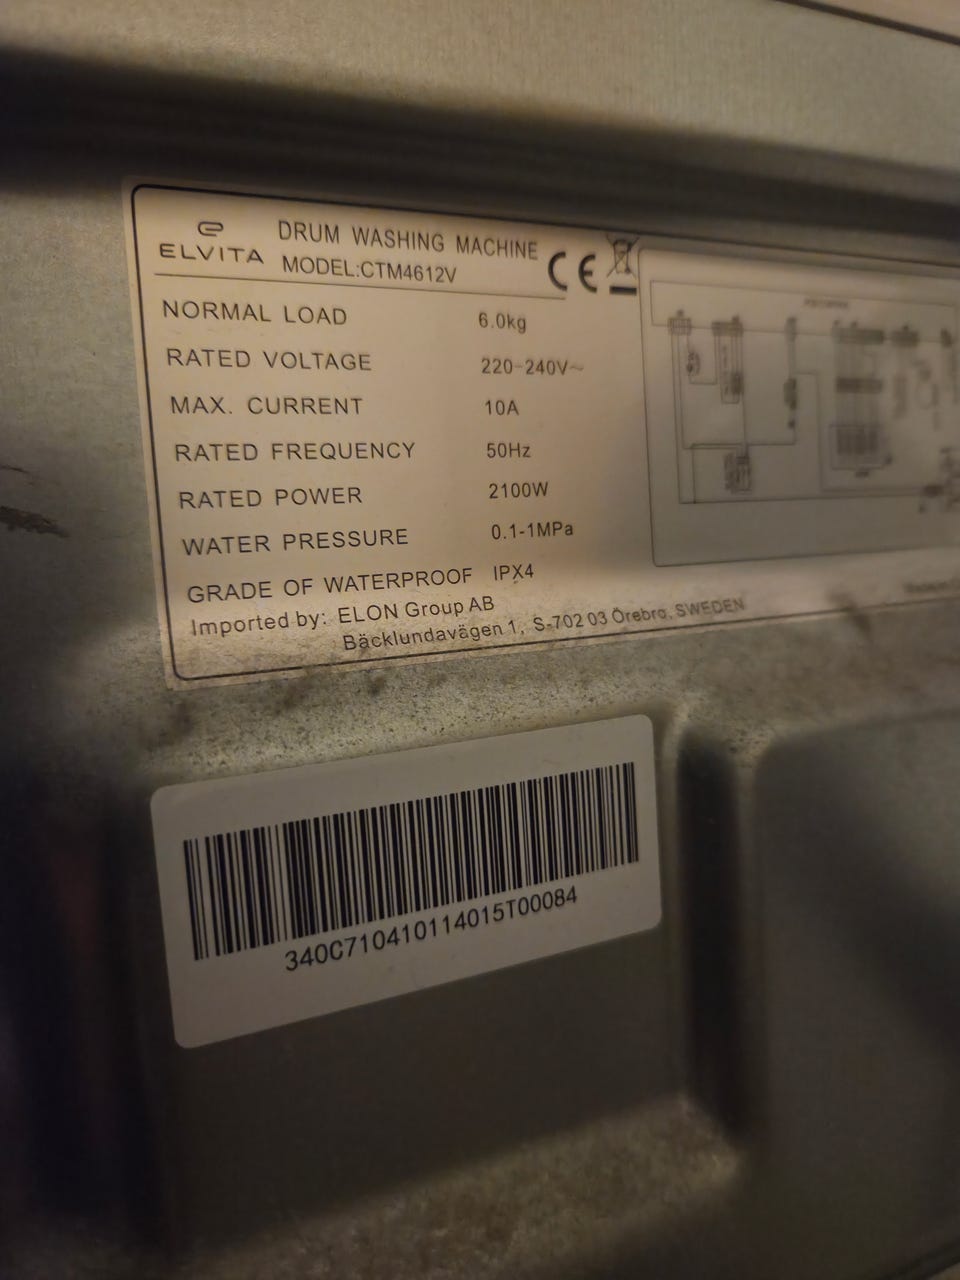 ELVITA
DRUM WASHING MACHINE
MODEL:CTM4612V
CE
NORMAL LOAD 6.0kg
RATED VOLTAGE 220-240V~
MAX. CURRENT 10A
RATED FREQUENCY 50Hz
RATED POWER 2100W
WATER PRESSURE 0.1-1MPa
GRADE OF WATERPROOF IPX4
Imported by: ELON Group AB
Bäcklundavägen 1, S-702 03 Örebro, SWEDEN
340C710410114015T00084